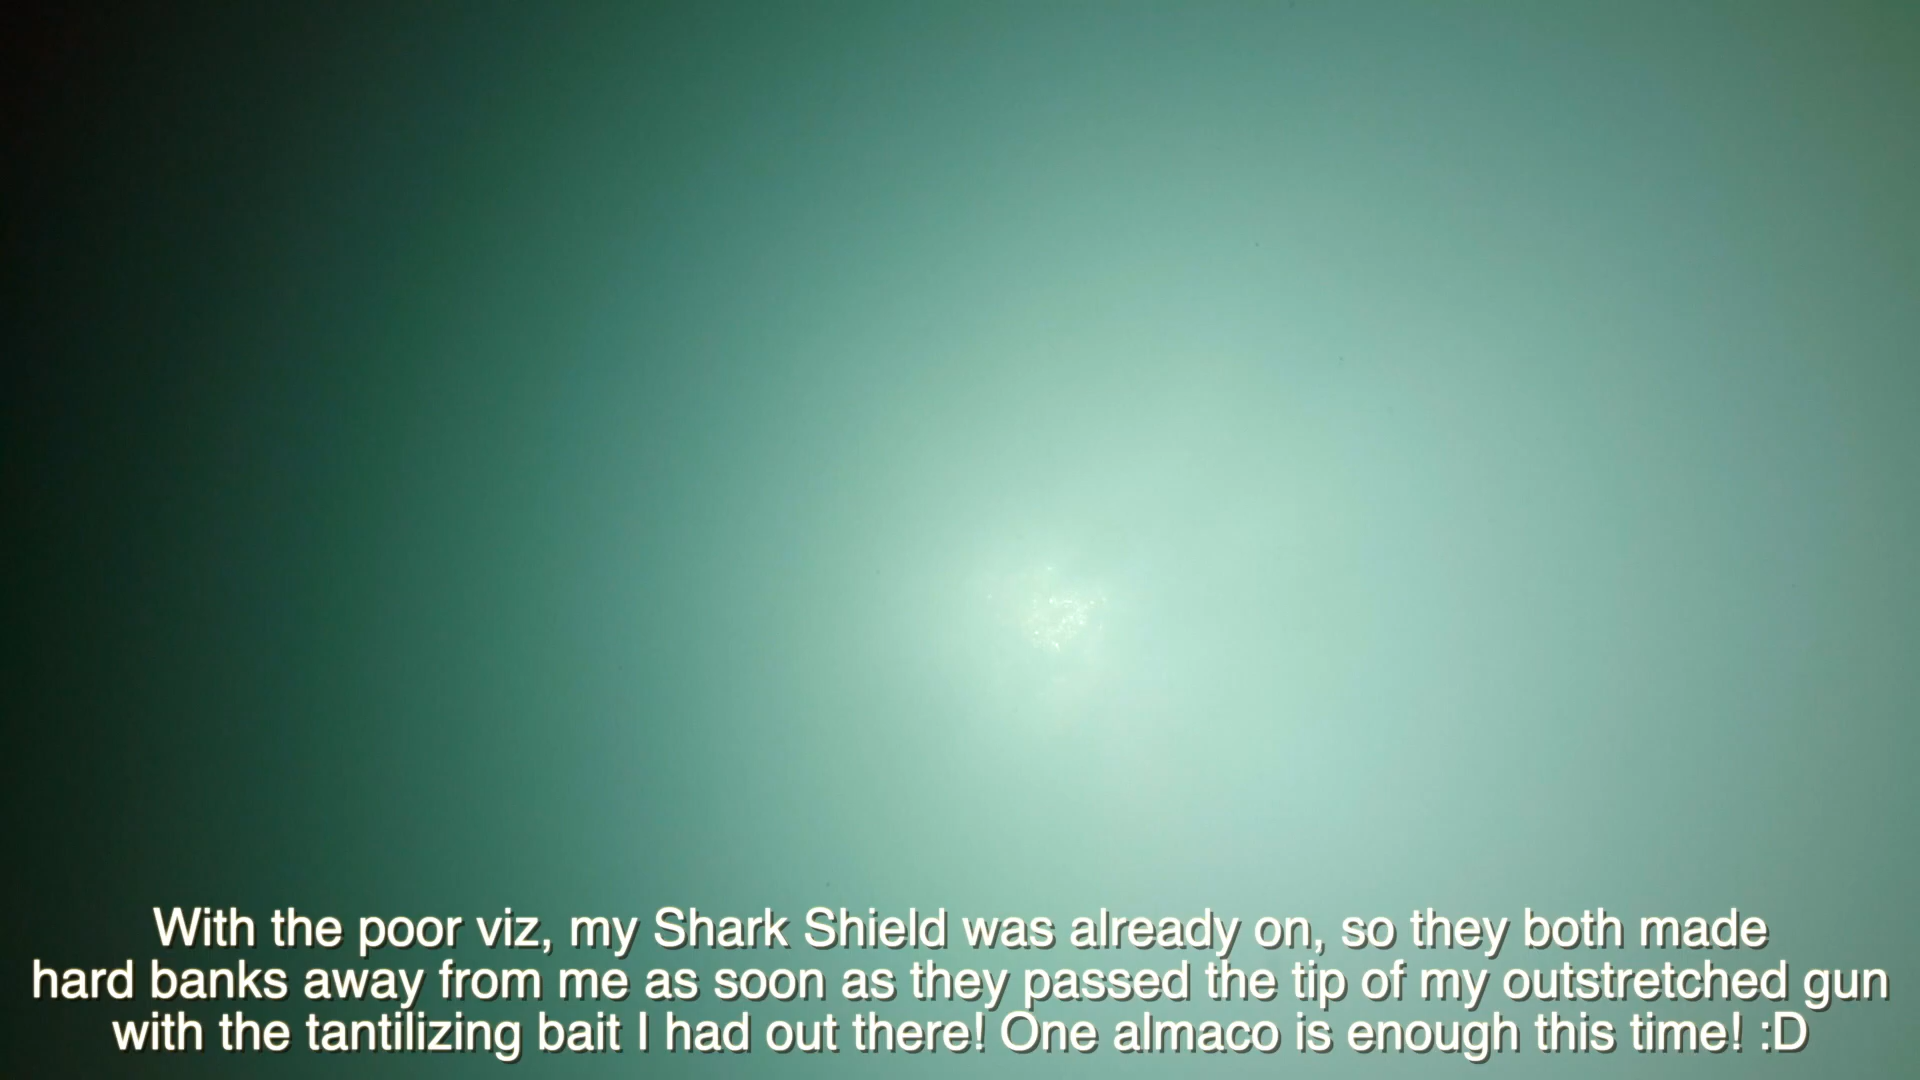 With the poor viz, my Shark Shield was already on, so they both made
hard banks away from me as soon as they passed the tip of my outstretched gun
with the tantilizing bait I had out there! One almaco is enough this time! :D